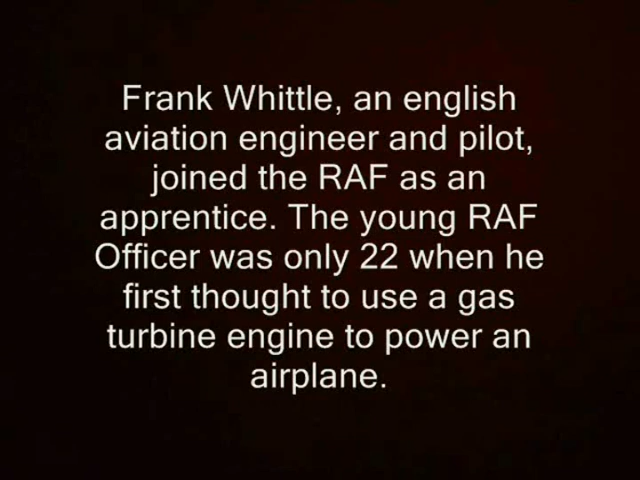 Frank Whittle, an english
aviation engineer and pilot,
joined the RAF as an
apprentice. The young RAF
Officer was only 22 when he
first thought to use a gas
turbine engine to power an
airplane.